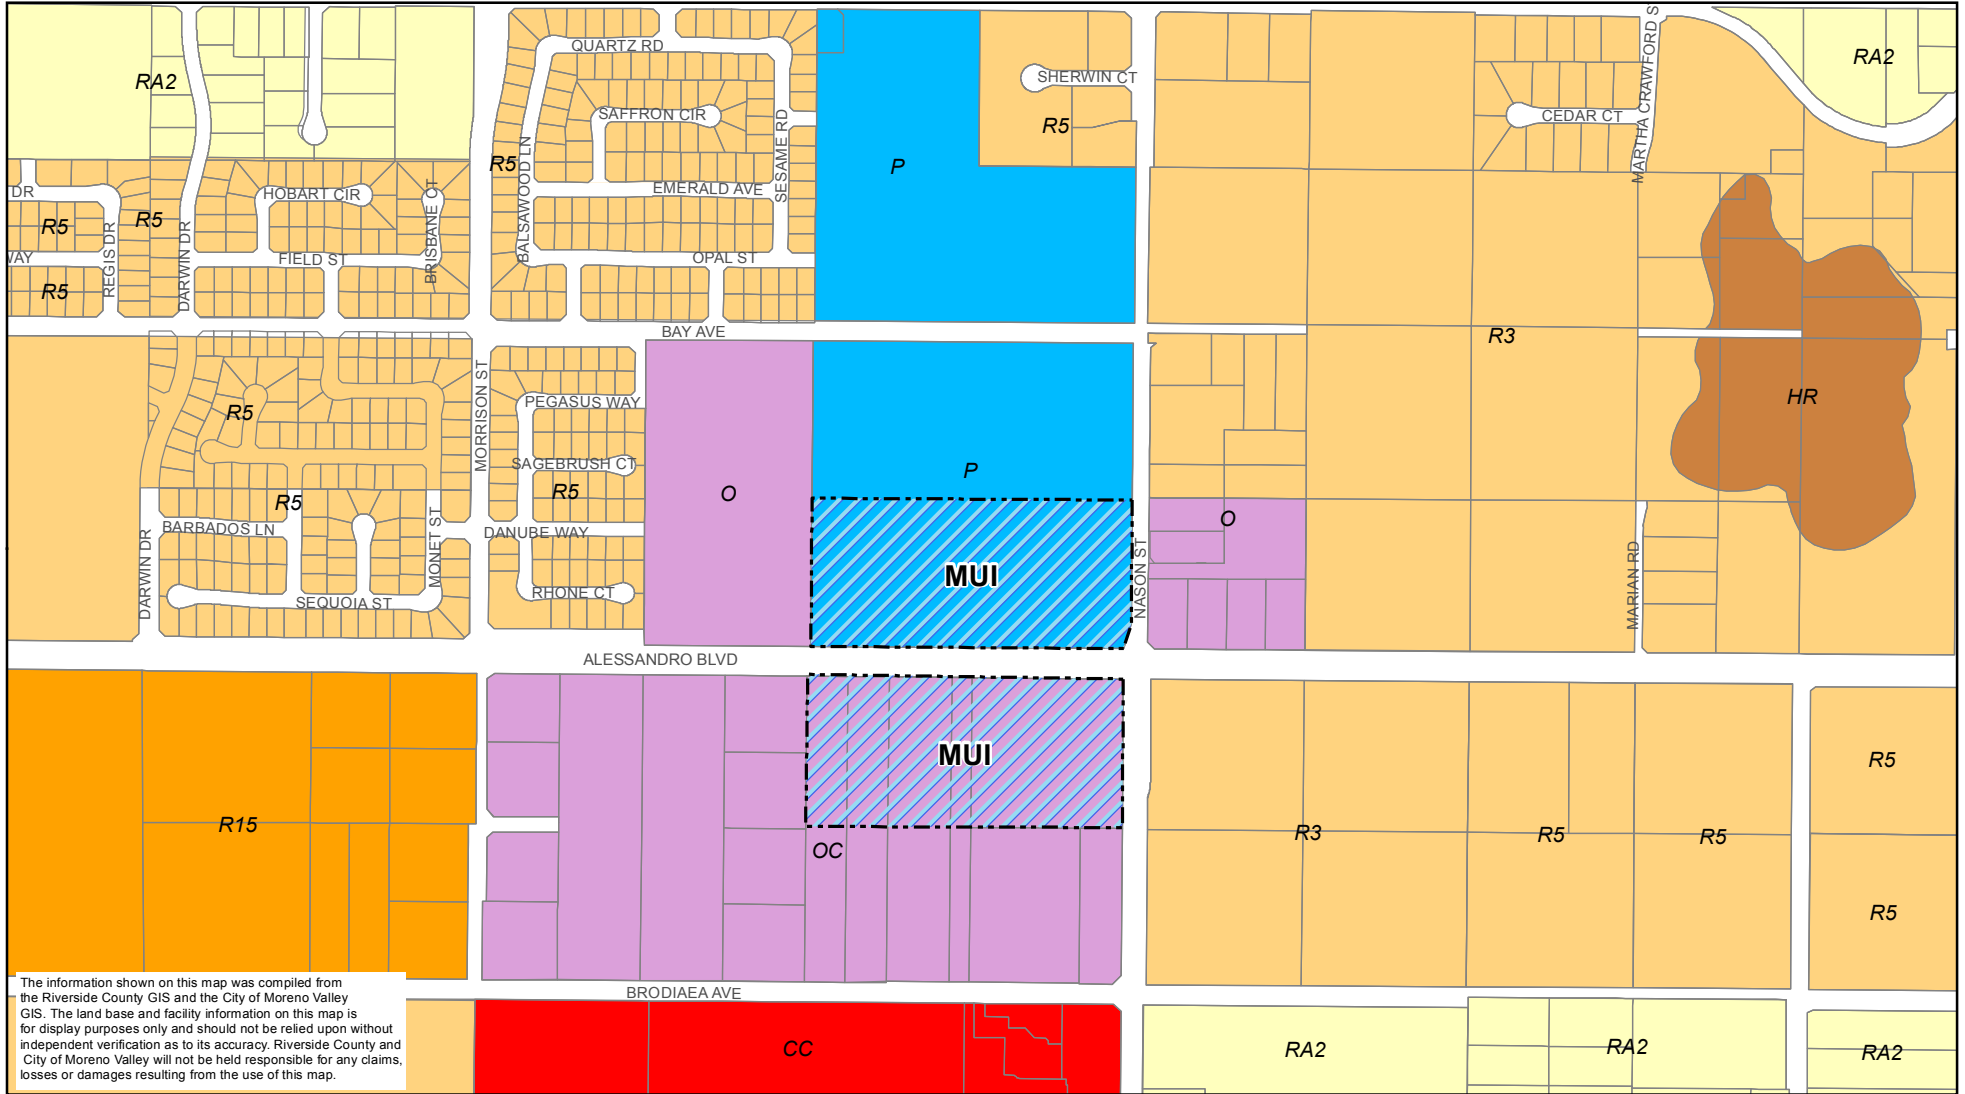 QUARTZ RD
MARTHA CRAWFORD S
RA2
RA2
SHERWIN CT
SAFFRON CIR
CEDAR CT
R5
P
R5
BALSAWOOD LN
SESAME RD
EMERALD AVE
DR
HOBART CIR
BRISBANE CT
R5
R5
REGIS DR
DARWIN DR
WAY
FIELD ST
OPAL ST
R5
BAY AVE
R3
HR
MORRISON ST
PEGASUS WAY
R5
SAGEBRUSH CT
P
R5
O
R5
O
BARBADOS LN
MONET ST
DANUBE WAY
DARWIN DR
MUI
NASON ST
MARIAN RD
RHONE CT
SEQUOIA ST
ALESSANDRO BLVD
MUI
R5
R15
OC
R3
R5
R5
R5
BRODIAEA AVE
CC
RA2
RA2
RA2
The information shown on this map was compiled from
the Riverside County GIS and the City of Moreno Valley
GIS. The land base and facility information on this map is
for display purposes only and should not be relied upon without
independent verification as to its accuracy. Riverside County and
City of Moreno Valley will not be held responsible for any claims,
losses or damages resulting from the use of this map.